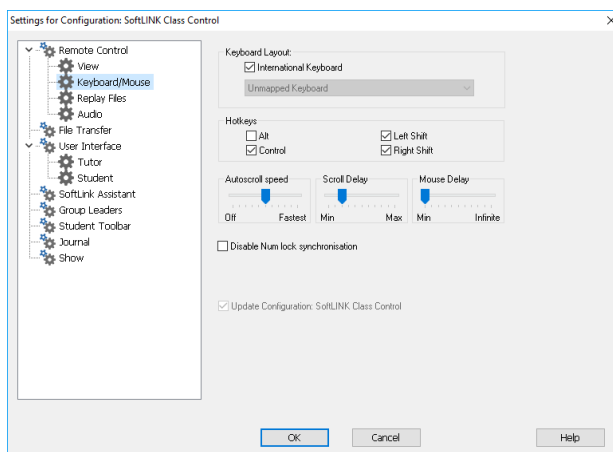 Settings for Configuration: SoftLINK Class Control
Remote Control
View
Keyboard/Mouse
Replay Files
Audio
File Transfer
User Interface
Tutor
Student
SoftLink Assistant
Group Leaders
Student Toolbar
Journal
Show
Keyboard Layout:
International Keyboard
Unmapped Keyboard
Hotkeys
Alt
Left Shift
Control
Right Shift
Autoscroll speed
Scroll Delay
Mouse Delay
Off Fastest
Min Max
Min Infinite
Disable Num lock synchronisation
Update Configuration: SoftLINK Class Control
OK
Cancel
Help